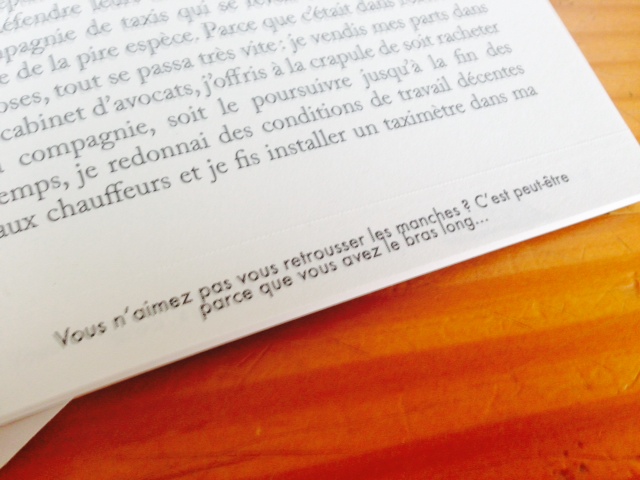 défendre leurs
compagnie de taxis qui se
de la pire espèce. Parce que c'était dans
tout se passa très vite : je vendis mes parts dans
cabinet d'avocats, j'offris à la crapule de soit racheter
compagnie, soit le poursuivre jusqu'à la fin des
temps, je redonnai des conditions de travail décentes
aux chauffeurs et je fis installer un taximètre dans ma
Vous n'aimez pas vous retrousser les manches ? C'est peut-être
parce que vous avez le bras long...